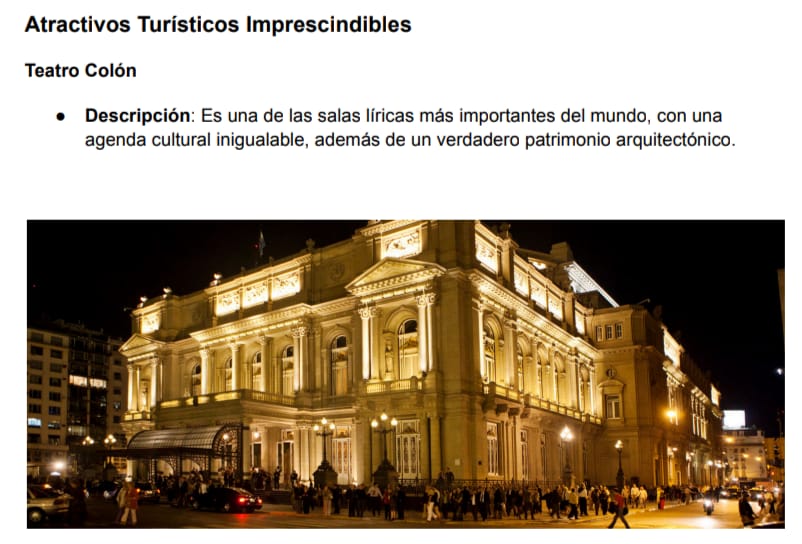 Atractivos Turísticos Imprescindibles
Teatro Colón
● Descripción: Es una de las salas líricas más importantes del mundo, con una
agenda cultural inigualable, además de un verdadero patrimonio arquitectónico.